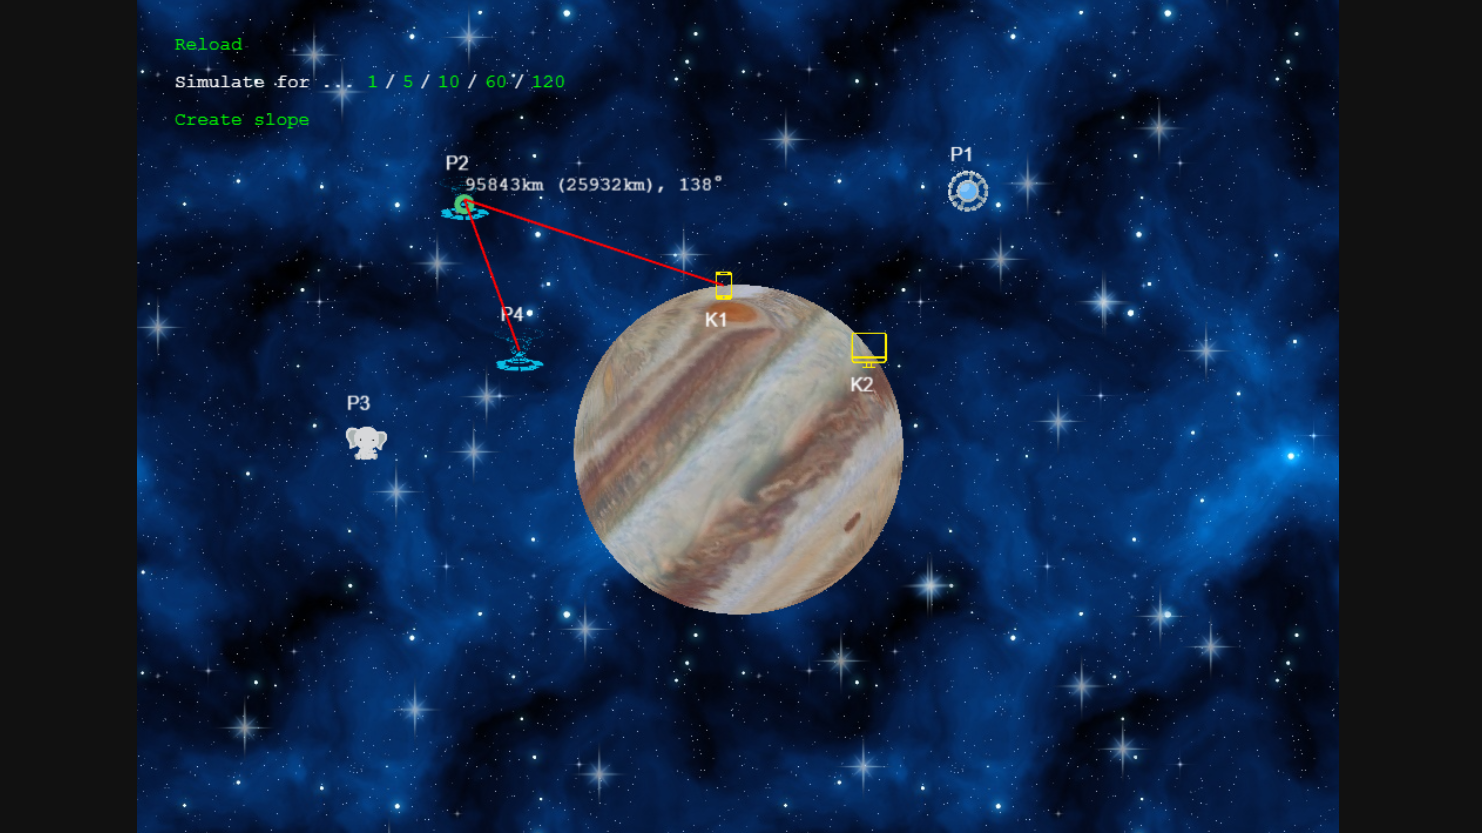 Reload
Simulate for ... 1 / 5 / 10 / 60 / 120
Create slope
P1
P2
95843km (25932km), 138°
P4
K1
K2
P3